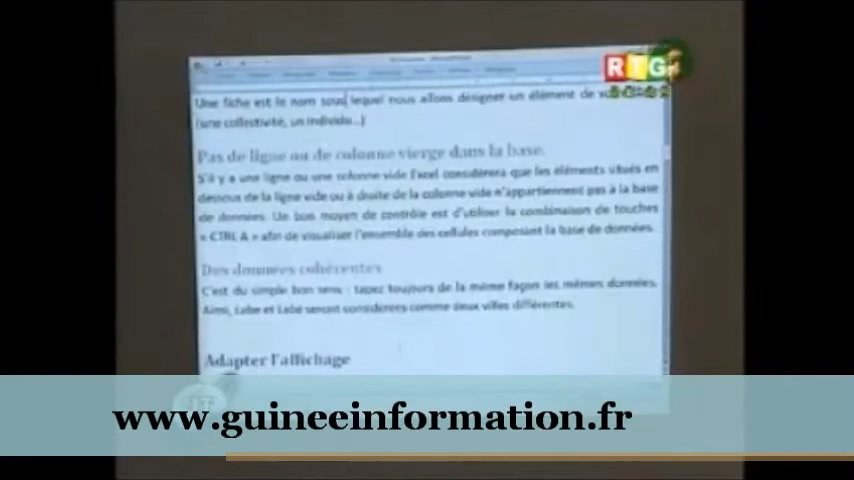 RTG
Une fiche est le nom sous lequel nous allons désigner un élément de
(une collectivité, un individu…)
Pas de ligne ou de colonne vierge dans la base.
S'il y a une ligne ou une colonne vide Excel considérera que les éléments situés en
dessous de la ligne vide ou à droite de la colonne vide n'appartiennent pas à la base
de données. Un bon moyen de contrôle est d'utiliser la combinaison de touches
« CTRL A » afin de visualiser l'ensemble des cellules composant la base de données.
Des données cohérentes
C'est du simple bon sens : tapez toujours de la même façon les mêmes données.
Ainsi, Labe et Labé seront considérées comme deux villes différentes.
Adapter l'affichage
www.guineeinformation.fr